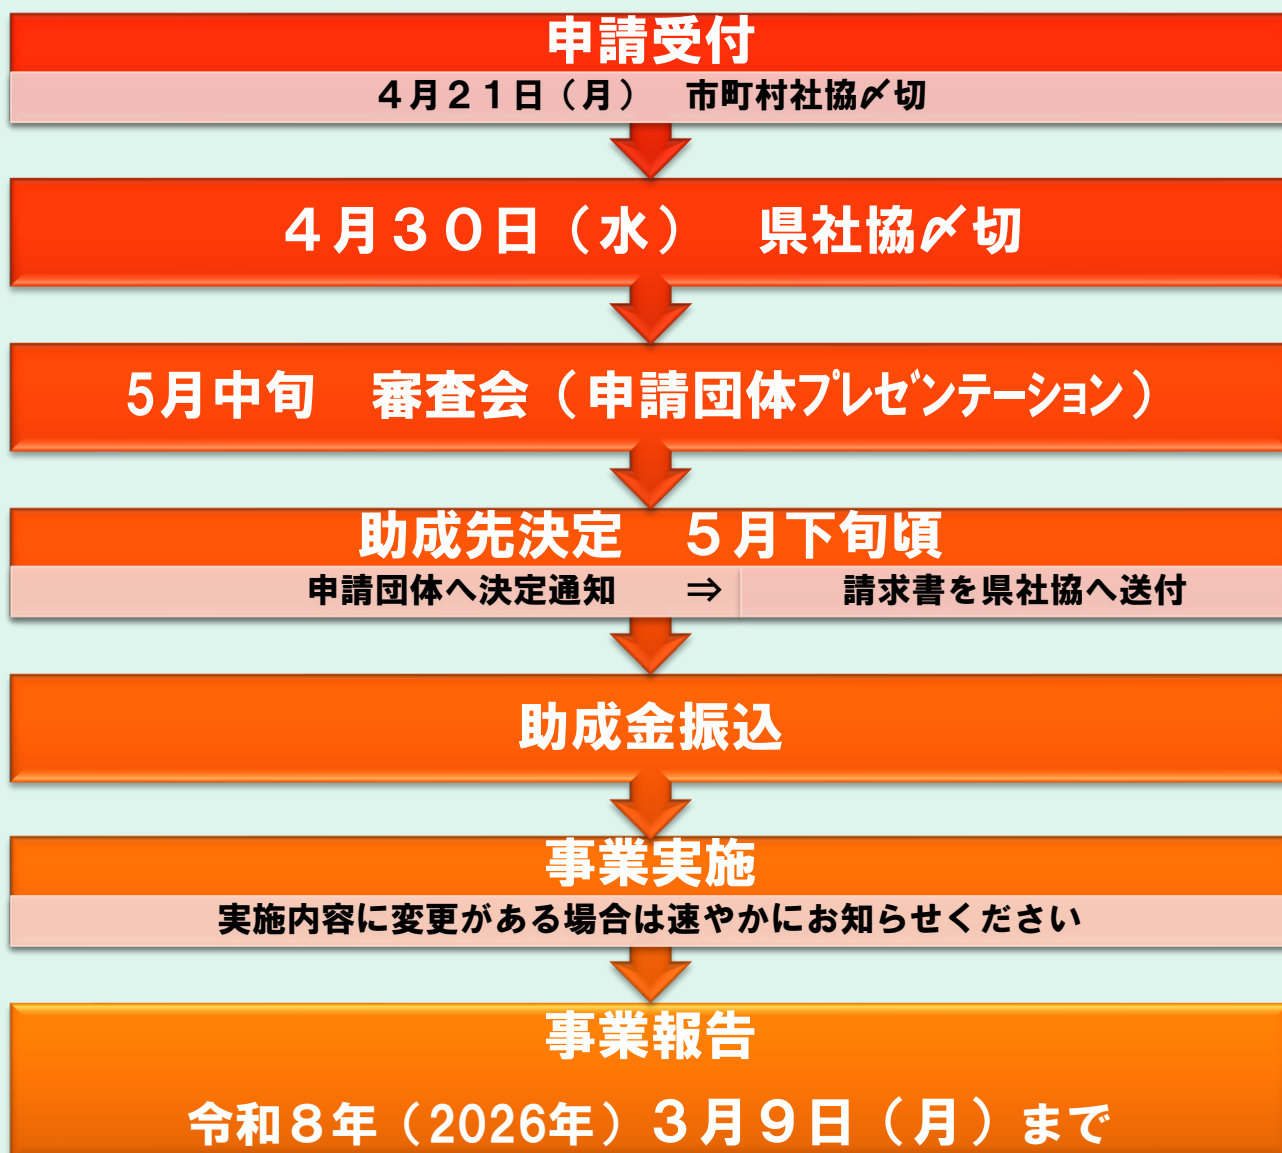 申請受付
４月２１日（月）　市町村社協〆切
４月３０日（水）　県社協〆切
5月中旬　審査会（申請団体プレゼンテーション）
助成先決定　５月下旬頃
申請団体へ決定通知　⇒　請求書を県社協へ送付
助成金振込
事業実施
実施内容に変更がある場合は速やかにお知らせください
事業報告
令和８年（2026年）３月９日（月）まで